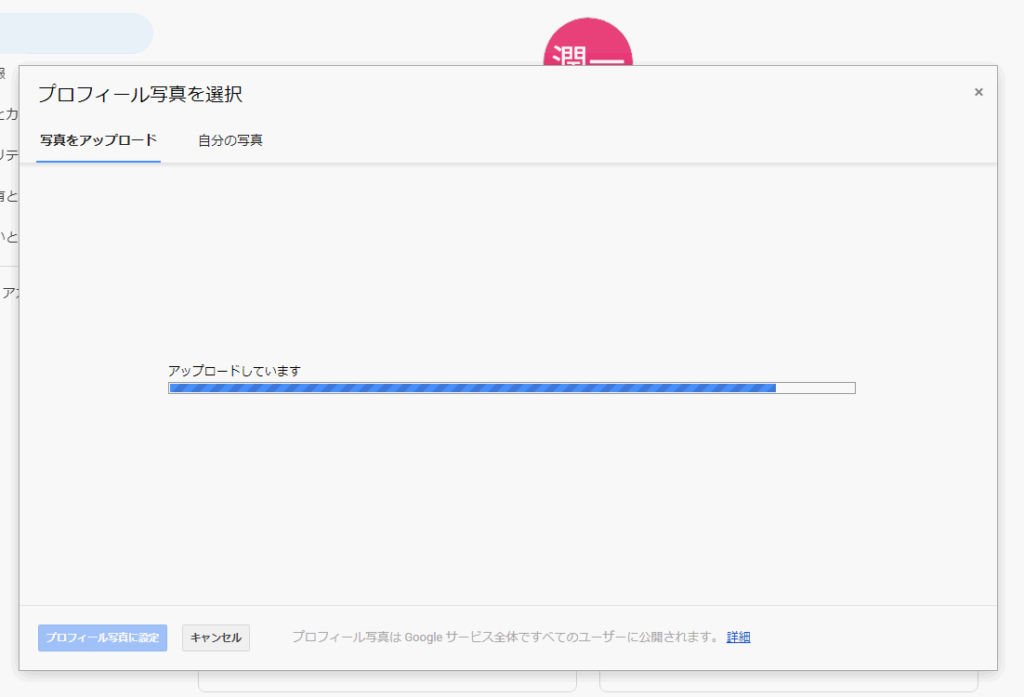 潤一
プロフィール写真を選択
×
写真をアップロード
自分の写真
とカ
リテ
有と
いと
アカ
アップロードしています
プロフィール写真に設定
キャンセル
プロフィール写真は Google サービス全体ですべてのユーザーに公開されます。 詳細